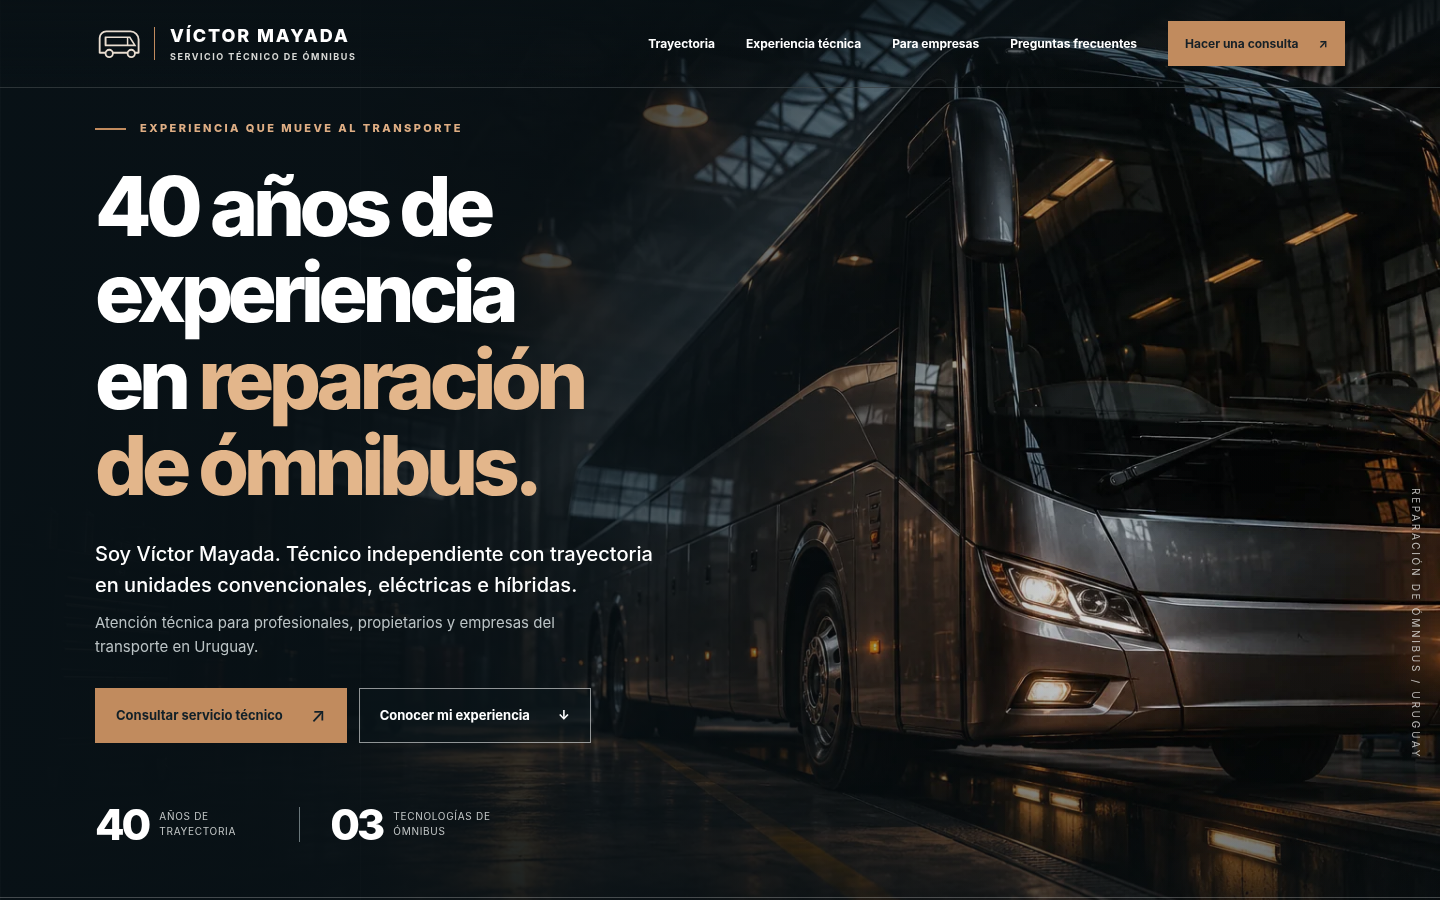 VÍCTOR MAYADA
SERVICIO TÉCNICO DE ÓMNIBUS
Trayectoria
Experiencia técnica
Para empresas
Preguntas frecuentes
Hacer una consulta
EXPERIENCIA QUE MUEVE AL TRANSPORTE
40 años de
experiencia
en reparación
de ómnibus.
Soy Víctor Mayada. Técnico independiente con trayectoria
en unidades convencionales, eléctricas e híbridas.
Atención técnica para profesionales, propietarios y empresas del
transporte en Uruguay.
Consultar servicio técnico
Conocer mi experiencia
40 AÑOS DE
TRAYECTORIA
03 TECNOLOGÍAS DE
ÓMNIBUS
REPARACIÓN DE ÓMNIBUS / URUGUAY